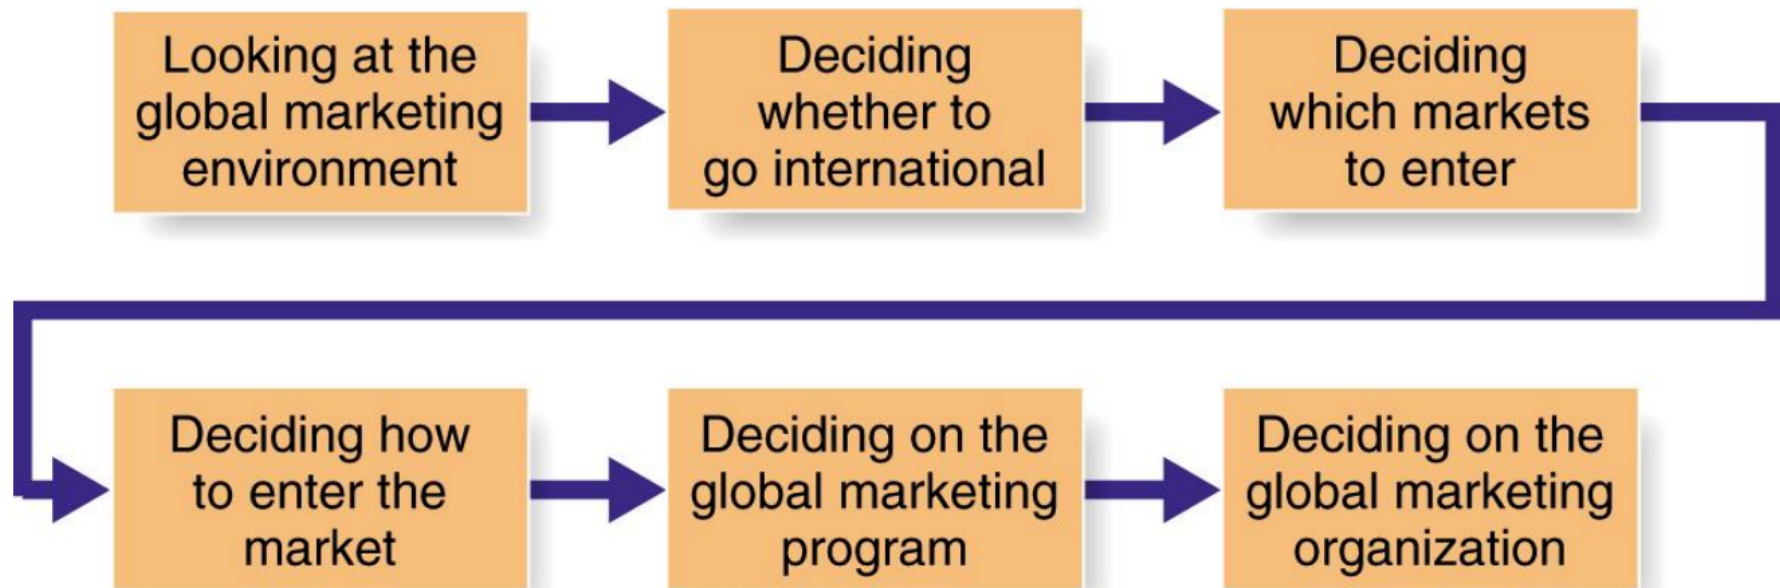 Looking at the
global marketing
environment
Deciding
whether to
go international
Deciding
which markets
to enter
Deciding how
to enter the
market
Deciding on the
global marketing
program
Deciding on the
global marketing
organization